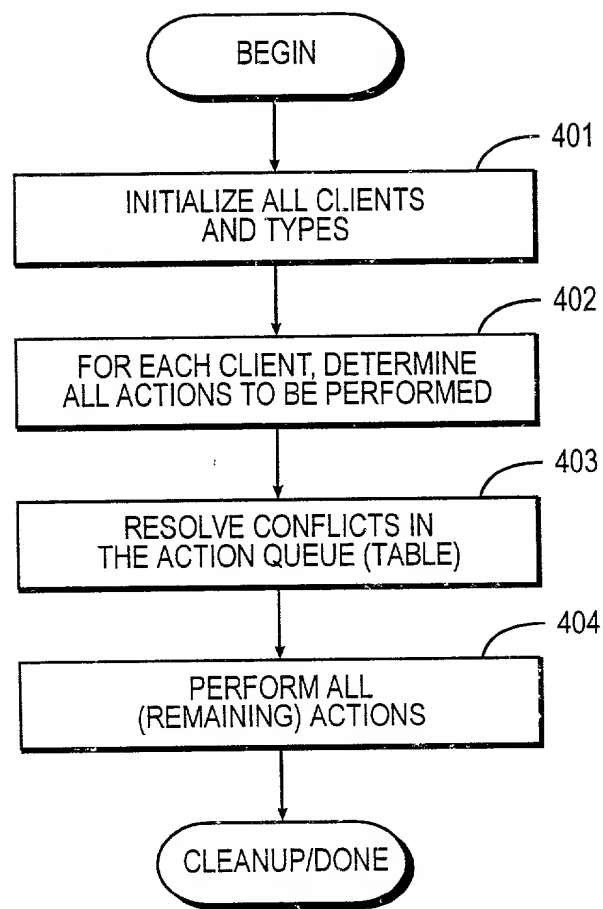 BEGIN
401
INITIALIZE ALL CLIENTS
AND TYPES
402
FOR EACH CLIENT, DETERMINE
ALL ACTIONS TO BE PERFORMED
403
RESOLVE CONFLICTS IN
THE ACTION QUEUE (TABLE)
404
PERFORM ALL
(REMAINING) ACTIONS
CLEANUP/DONE